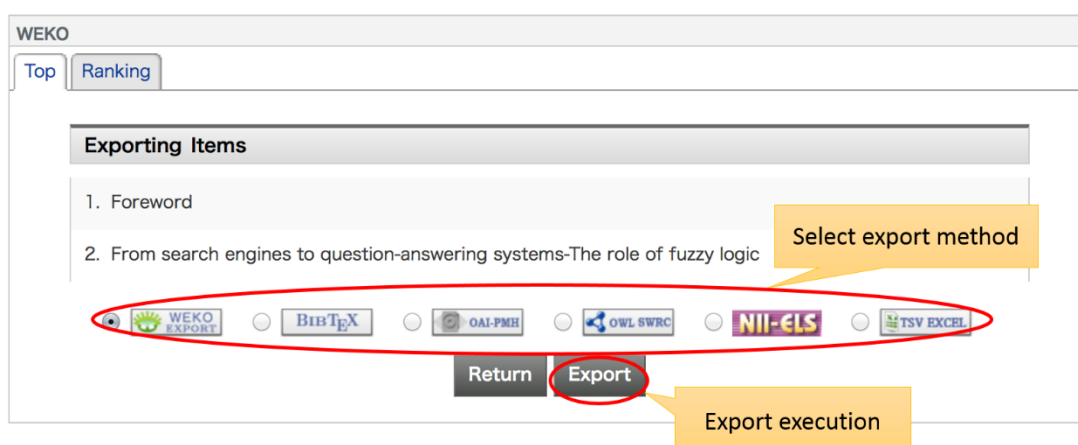 WEKO
Top Ranking
Exporting Items
1. Foreword
2. From search engines to question-answering systems-The role of fuzzy logic
Select export method
WEKO EXPORT BIBTEX OAI-PMH OWL SWRC NII-ELS TSV EXCEL
Return Export
Export execution